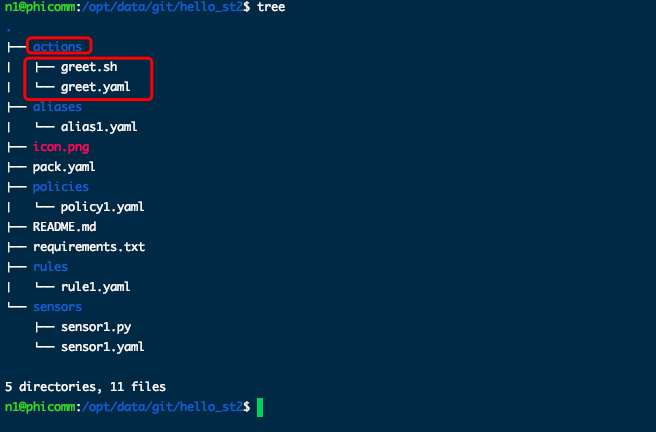 n1@phicomm:/opt/data/git/hello_st2$ tree
.
├── actions
│   ├── greet.sh
│   └── greet.yaml
├── aliases
│   └── alias1.yaml
├── icon.png
├── pack.yaml
├── policies
│   └── policy1.yaml
├── README.md
├── requirements.txt
├── rules
│   └── rule1.yaml
└── sensors
    ├── sensor1.py
    └── sensor1.yaml
5 directories, 11 files
n1@phicomm:/opt/data/git/hello_st2$